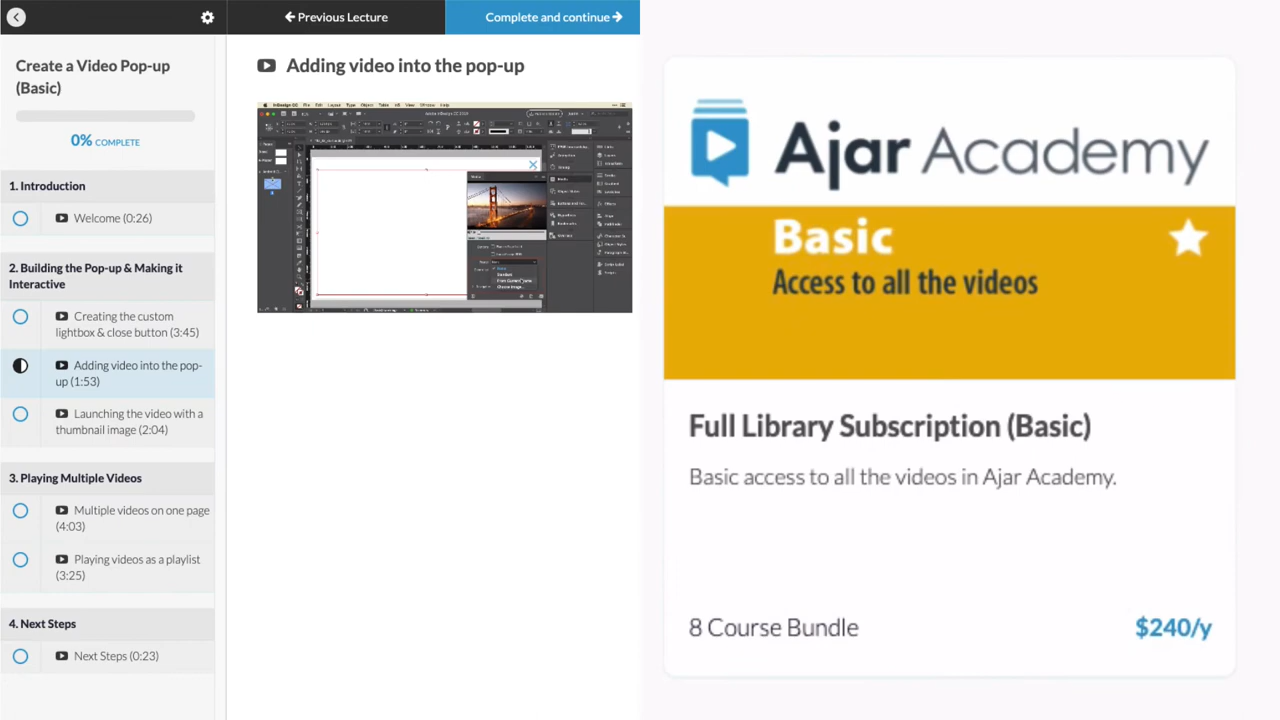 Previous Lecture
Complete and continue
Create a Video Pop-up
(Basic)
0% COMPLETE
1. Introduction
Welcome (0:26)
2. Building the Pop-up & Making it
Interactive
Creating the custom
lightbox & close button (3:45)
Adding video into the pop-
up (1:53)
Launching the video with a
thumbnail image (2:04)
3. Playing Multiple Videos
Multiple videos on one page
(4:03)
Playing videos as a playlist
(3:25)
4. Next Steps
Next Steps (0:23)
Adding video into the pop-up
Ajar Academy
Basic
Access to all the videos
Full Library Subscription (Basic)
Basic access to all the videos in Ajar Academy.
8 Course Bundle
$240/y